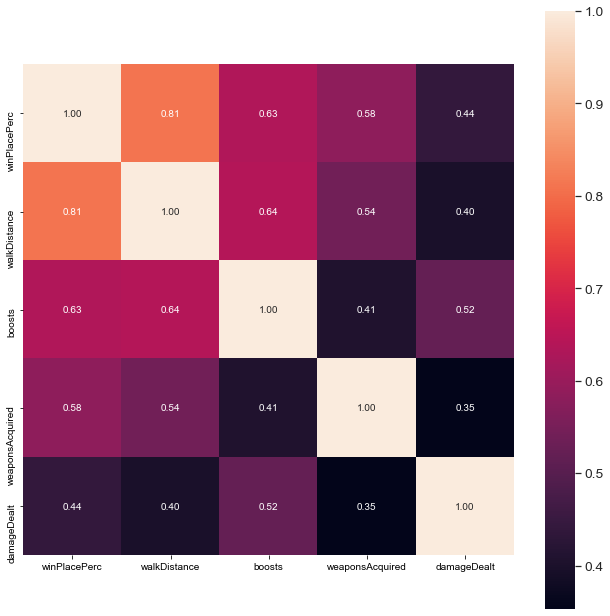 1.0
0.9
0.8
0.7
0.6
0.5
0.4
winPlacePerc
1.00 0.81 0.63 0.58 0.44
walkDistance
0.81 1.00 0.64 0.54 0.40
boosts
0.63 0.64 1.00 0.41 0.52
weaponsAcquired
0.58 0.54 0.41 1.00 0.35
damageDealt
0.44 0.40 0.52 0.35 1.00
winPlacePerc walkDistance boosts weaponsAcquired damageDealt